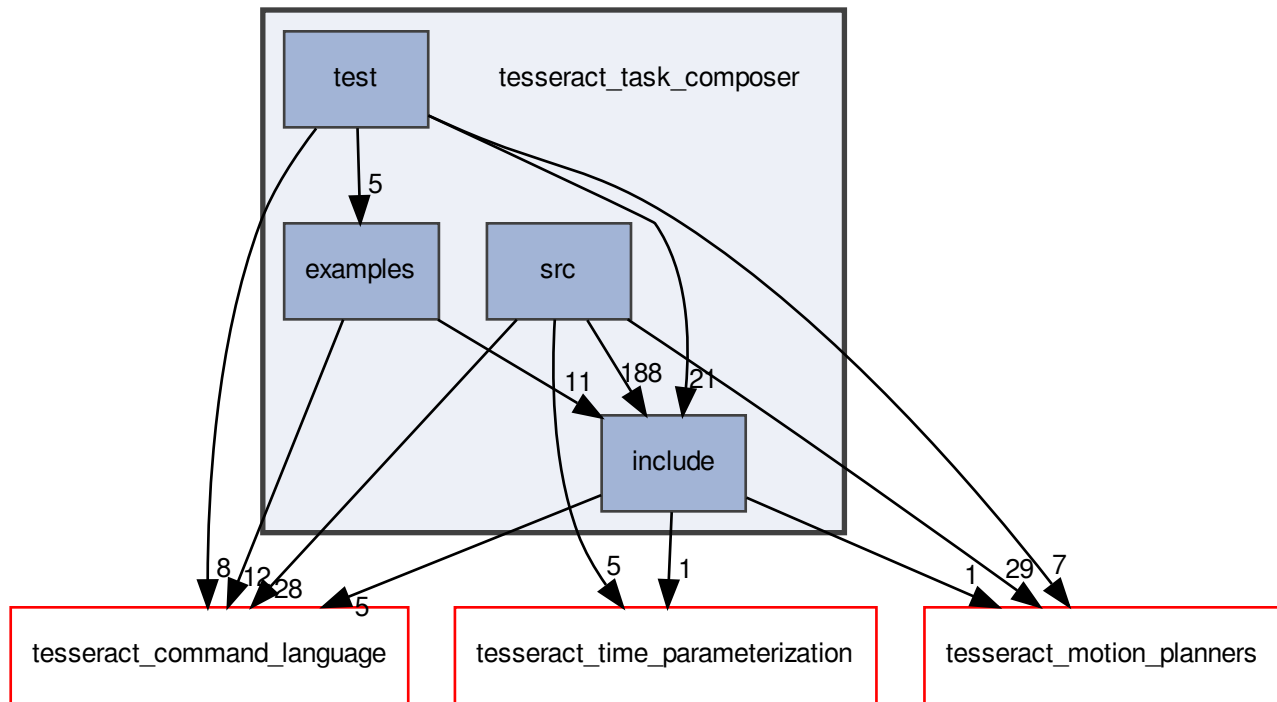 test
tesseract_task_composer
5
examples
src
11
188
21
include
8
12
28
5
5
1
1
29
7
tesseract_command_language
tesseract_time_parameterization
tesseract_motion_planners